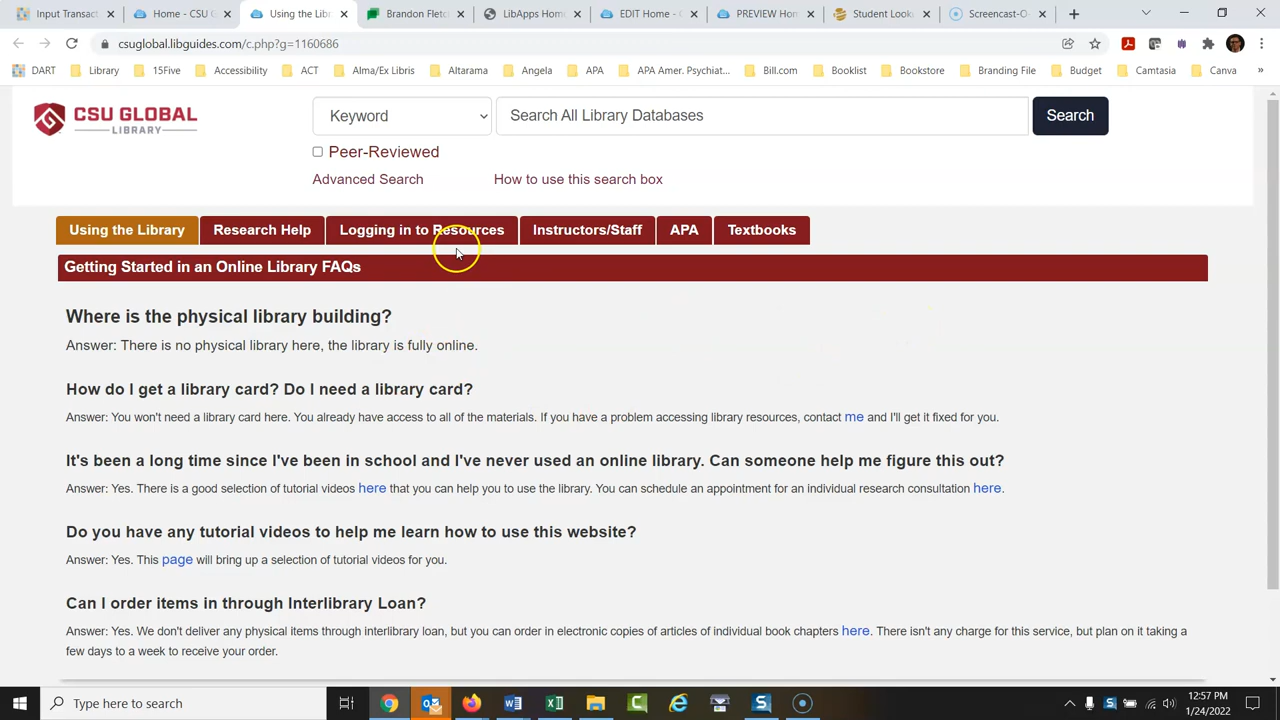 Input Transact
Home - CSU G
Using the Libr
Brandon Flet
LibApps Home
EDIT Home - C
PREVIEW Hom
Student Look
Screencast-O-
csuglobal.libguides.com/c.php?g=1160686
DART
Library
15Five
Accessibility
ACT
Alma/Ex Libris
Altarama
Angela
APA
APA Amer. Psychiat...
Bill.com
Booklist
Bookstore
Branding File
Budget
Camtasia
Canva
»
CSU GLOBAL
LIBRARY
Keyword
Search All Library Databases
Search
Peer-Reviewed
Advanced Search
How to use this search box
Using the Library
Research Help
Logging in to Resources
Instructors/Staff
APA
Textbooks
Getting Started in an Online Library FAQs
Where is the physical library building?
Answer: There is no physical library here, the library is fully online.
How do I get a library card? Do I need a library card?
Answer: You won't need a library card here. You already have access to all of the materials. If you have a problem accessing library resources, contact me and I'll get it fixed for you.
It's been a long time since I've been in school and I've never used an online library. Can someone help me figure this out?
Answer: Yes. There is a good selection of tutorial videos here that you can help you to use the library. You can schedule an appointment for an individual research consultation here.
Do you have any tutorial videos to help me learn how to use this website?
Answer: Yes. This page will bring up a selection of tutorial videos for you.
Can I order items in through Interlibrary Loan?
Answer: Yes. We don't deliver any physical items through interlibrary loan, but you can order in electronic copies of articles of individual book chapters here. There isn't any charge for this service, but plan on it taking a
few days to a week to receive your order.
Type here to search
12:57 PM
1/24/2022